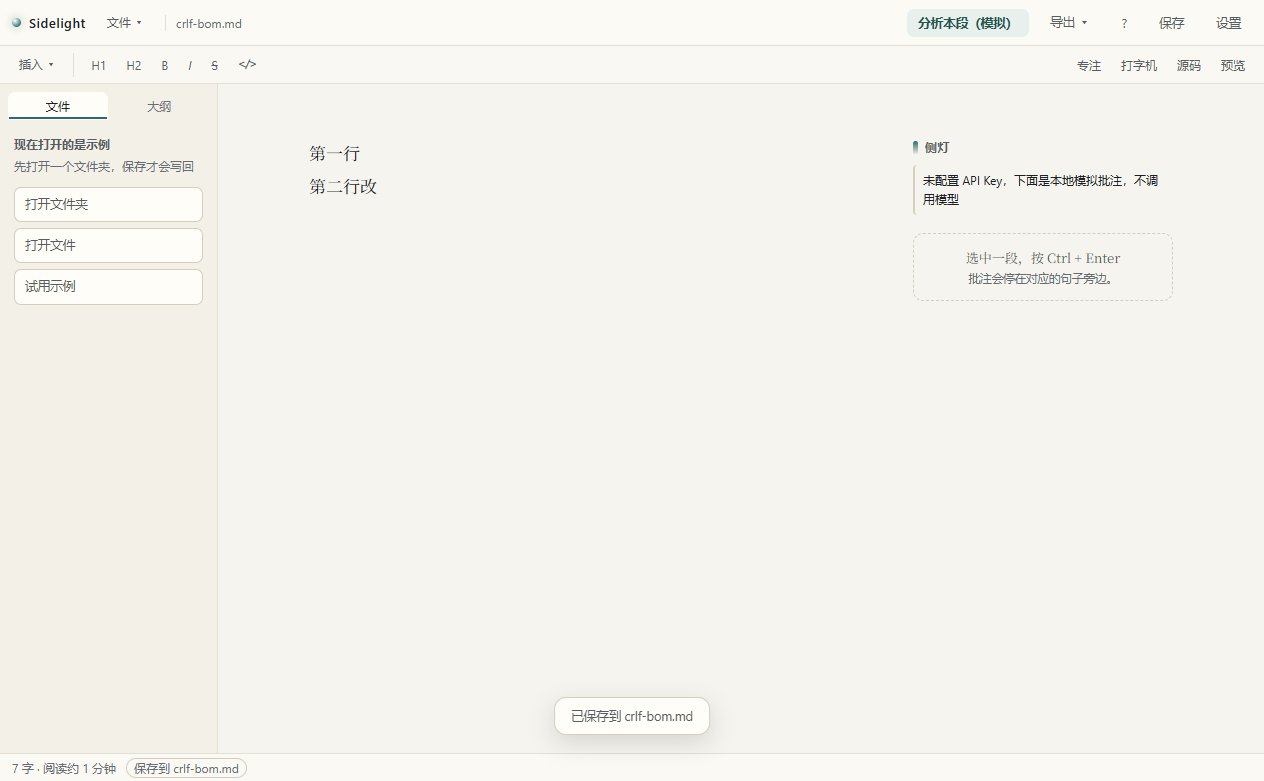 Sidelight 文件 ▾ crlf-bom.md 分析本段（模拟） 导出 ▾ ? 保存 设置
插入 ▾ H1 H2 B I S </> 专注 打字机 源码 预览
文件 大纲
现在打开的是示例
先打开一个文件夹，保存才会写回
打开文件夹
打开文件
试用示例
第一行
第二行改
侧灯
未配置 API Key，下面是本地模拟批注，不调
用模型
选中一段，按 Ctrl + Enter
批注会停在对应的句子旁边。
已保存到 crlf-bom.md
7 字 · 阅读约 1 分钟 保存到 crlf-bom.md